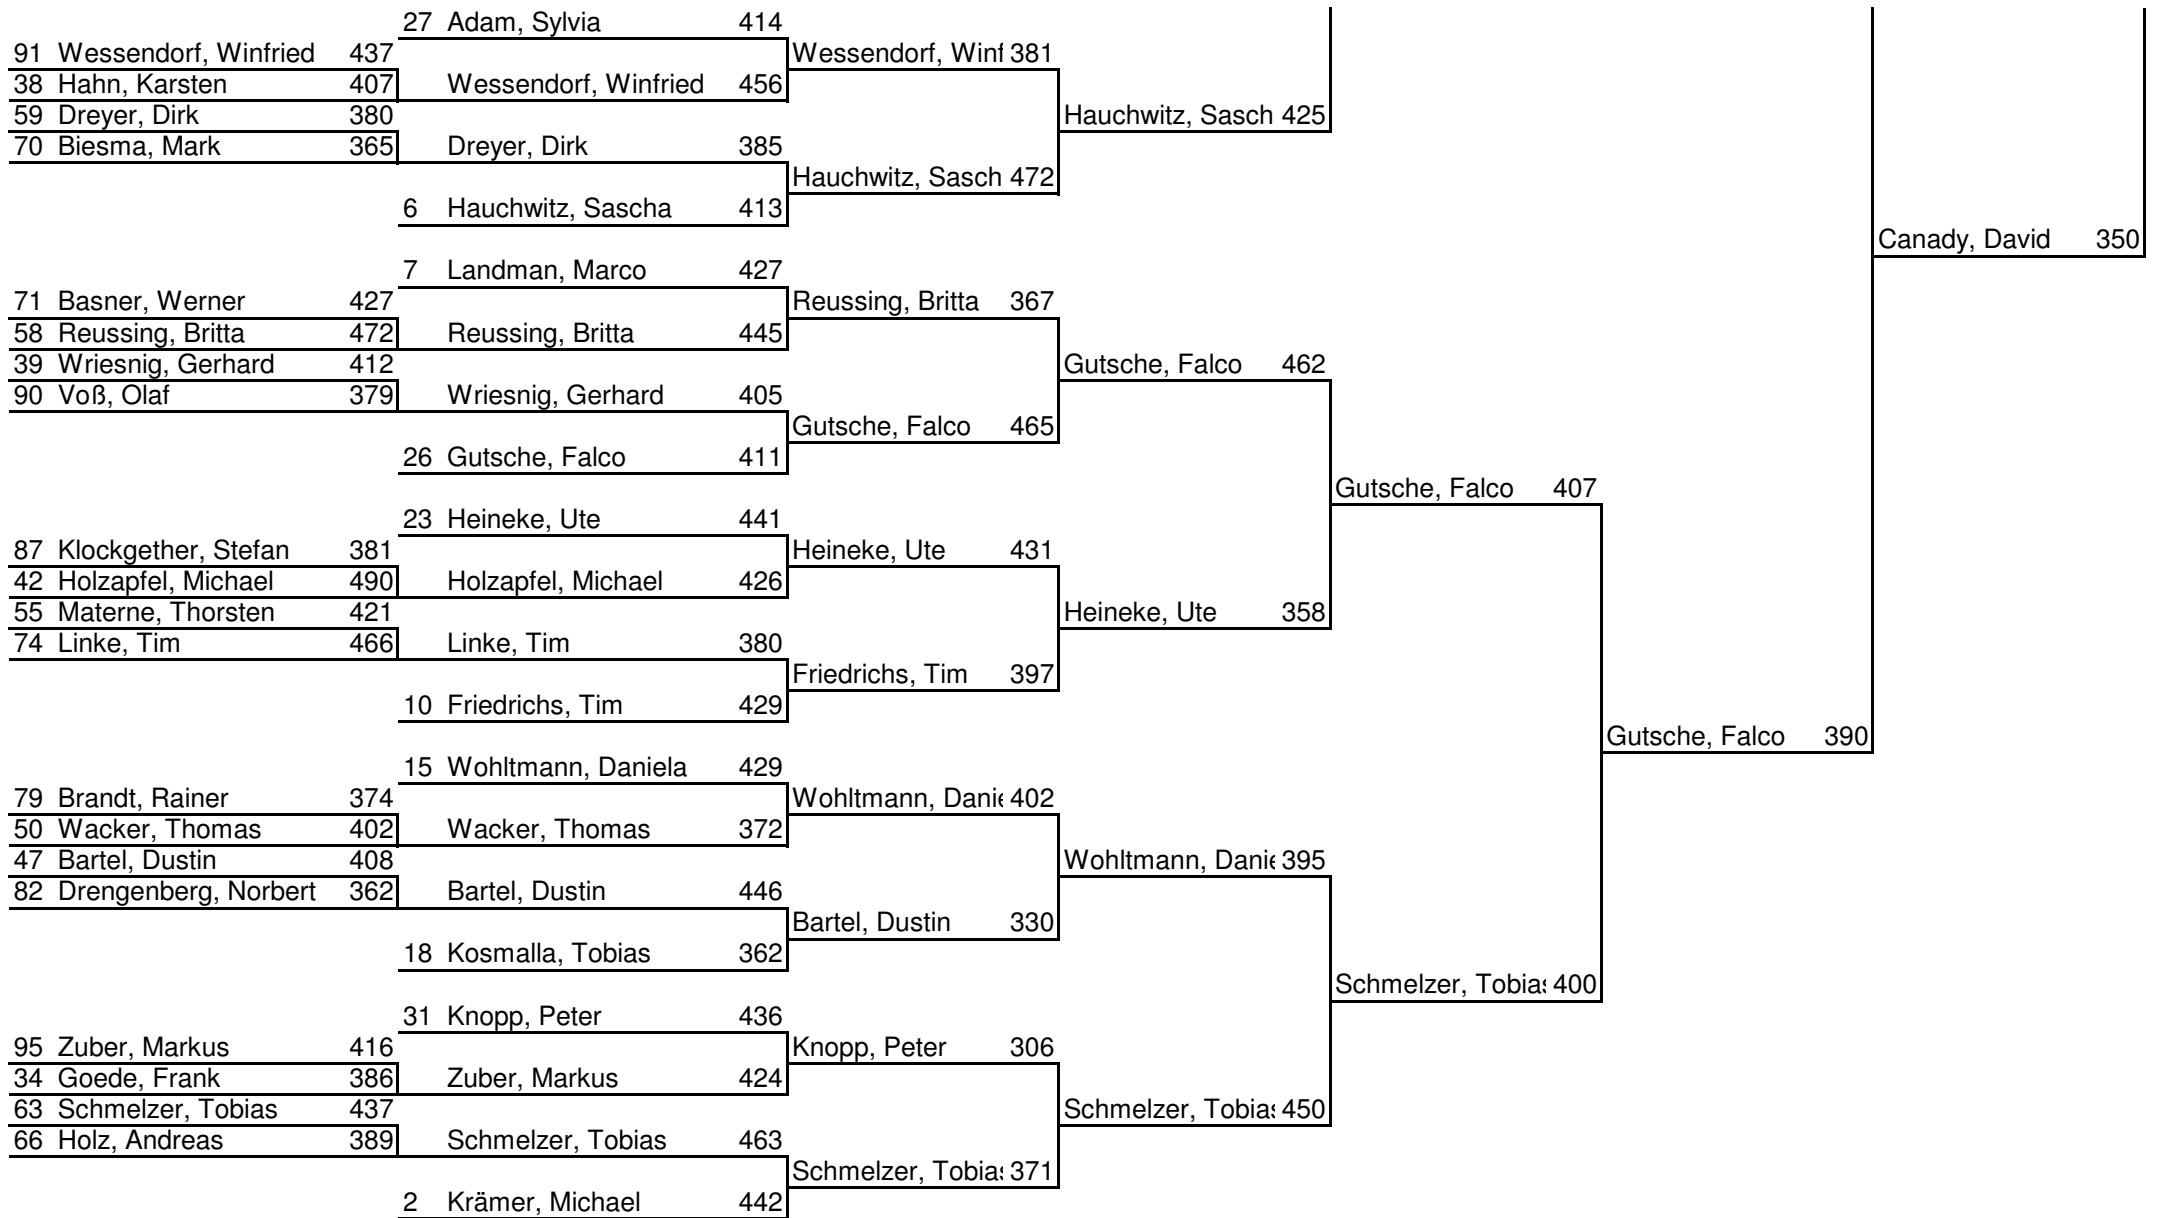 27 Adam, Sylvia 414
91 Wessendorf, Winfried 437 Wessendorf, Winf 381
38 Hahn, Karsten 407 Wessendorf, Winfried 456
59 Dreyer, Dirk 380 Hauchwitz, Sasch 425
70 Biesma, Mark 365 Dreyer, Dirk 385
Hauchwitz, Sasch 472
6 Hauchwitz, Sascha 413
Canady, David 350
7 Landman, Marco 427
71 Basner, Werner 427 Reussing, Britta 367
58 Reussing, Britta 472 Reussing, Britta 445
39 Wriesnig, Gerhard 412 Gutsche, Falco 462
90 Voß, Olaf 379 Wriesnig, Gerhard 405
Gutsche, Falco 465
26 Gutsche, Falco 411
Gutsche, Falco 407
23 Heineke, Ute 441
87 Klockgether, Stefan 381 Heineke, Ute 431
42 Holzapfel, Michael 490 Holzapfel, Michael 426
55 Materne, Thorsten 421 Heineke, Ute 358
74 Linke, Tim 466 Linke, Tim 380
Friedrichs, Tim 397
10 Friedrichs, Tim 429
Gutsche, Falco 390
15 Wohltmann, Daniela 429
79 Brandt, Rainer 374 Wohltmann, Danie 402
50 Wacker, Thomas 402 Wacker, Thomas 372
47 Bartel, Dustin 408 Wohltmann, Danie 395
82 Drengenberg, Norbert 362 Bartel, Dustin 446
Bartel, Dustin 330
18 Kosmalla, Tobias 362
Schmelzer, Tobias 400
31 Knopp, Peter 436
95 Zuber, Markus 416 Knopp, Peter 306
34 Goede, Frank 386 Zuber, Markus 424
63 Schmelzer, Tobias 437 Schmelzer, Tobias 450
66 Holz, Andreas 389 Schmelzer, Tobias 463
Schmelzer, Tobias 371
2 Krämer, Michael 442